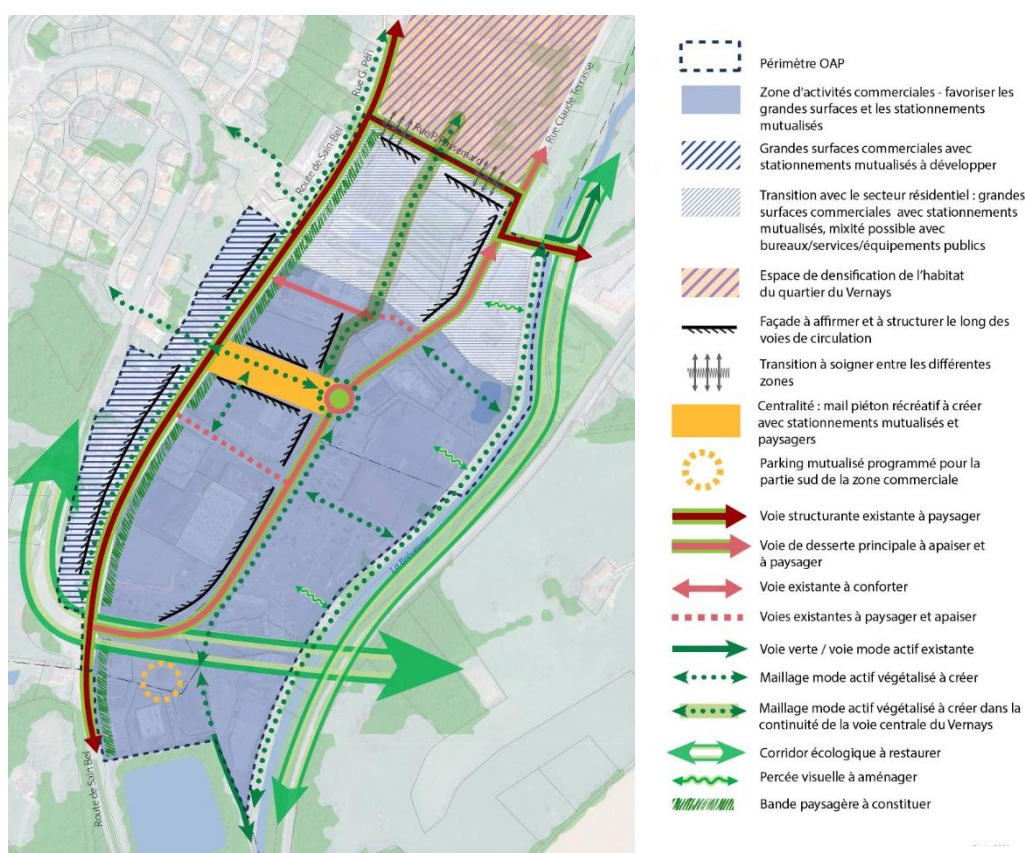 Rue G. Péri
Rue Claude Terrasse
Rue P. Passemard
Route de Sain-Bel
La Brévenne
Route de Sain Bel
Périmètre OAP
Zone d'activités commerciales - favoriser les
grandes surfaces et les stationnements
mutualisés
Grandes surfaces commerciales avec
stationnements mutualisés à développer
Transition avec le secteur résidentiel : grandes
surfaces commerciales avec stationnements
mutualisés, mixité possible avec
bureaux/services/équipements publics
Espace de densification de l'habitat
du quartier du Vernays
Façade à affirmer et à structurer le long des
voies de circulation
Transition à soigner entre les différentes
zones
Centralité : mail piéton récréatif à créer
avec stationnements mutualisés et
paysagers
Parking mutualisé programmé pour la
partie sud de la zone commerciale
Voie structurante existante à paysager
Voie de desserte principale à apaiser et
à paysager
Voie existante à conforter
Voies existantes à paysager et apaiser
Voie verte / voie mode actif existante
Maillage mode actif végétalisé à créer
Maillage mode actif végétalisé à créer dans la
continuité de la voie centrale du Vernays
Corridor écologique à restaurer
Percée visuelle à aménager
Bande paysagère à constituer